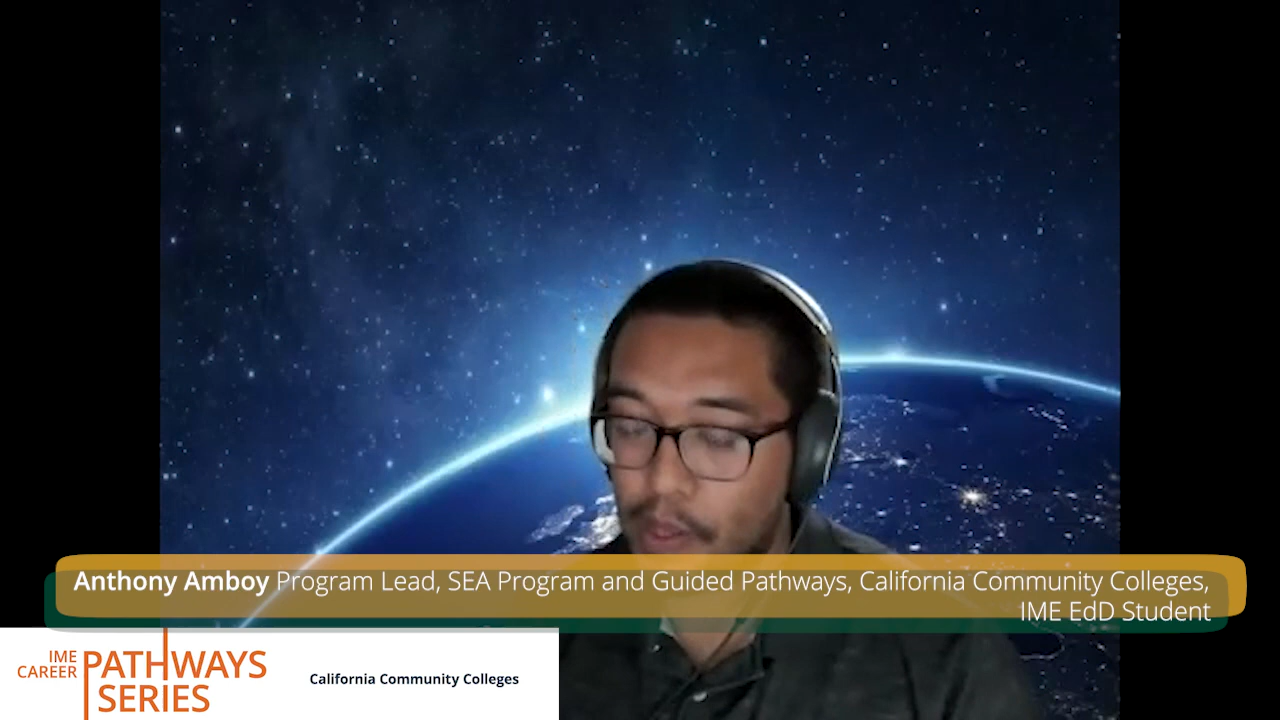 Anthony Amboy Program Lead, SEA Program and Guided Pathways, California Community Colleges,
IME EdD Student
IME
CAREER
PATHWAYS
SERIES
California Community Colleges